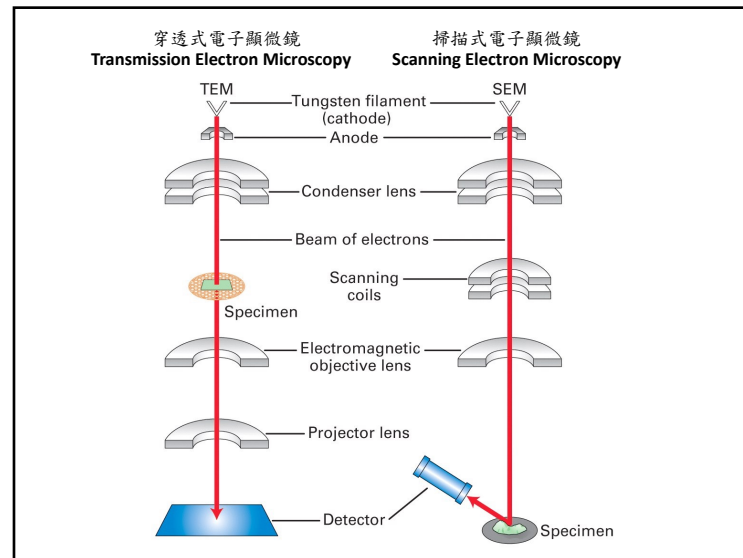 穿透式電子顯微鏡
Transmission Electron Microscopy
掃描式電子顯微鏡
Scanning Electron Microscopy
TEM
SEM
Tungsten filament
(cathode)
Anode
Condenser lens
Beam of electrons
Scanning
coils
Specimen
Electromagnetic
objective lens
Projector lens
Detector
Specimen